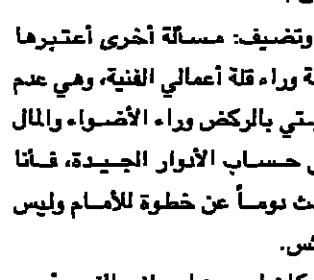 وتضيف: مسألة أخرى أعتبرها
ة وراء قلة أعمالي الفنية، وهي عدم
ـتي بالركض وراء الأضواء والمال
حساب الأدوار الجيدة، فأنا
ث دوماً عن خطوة للأمام وليس